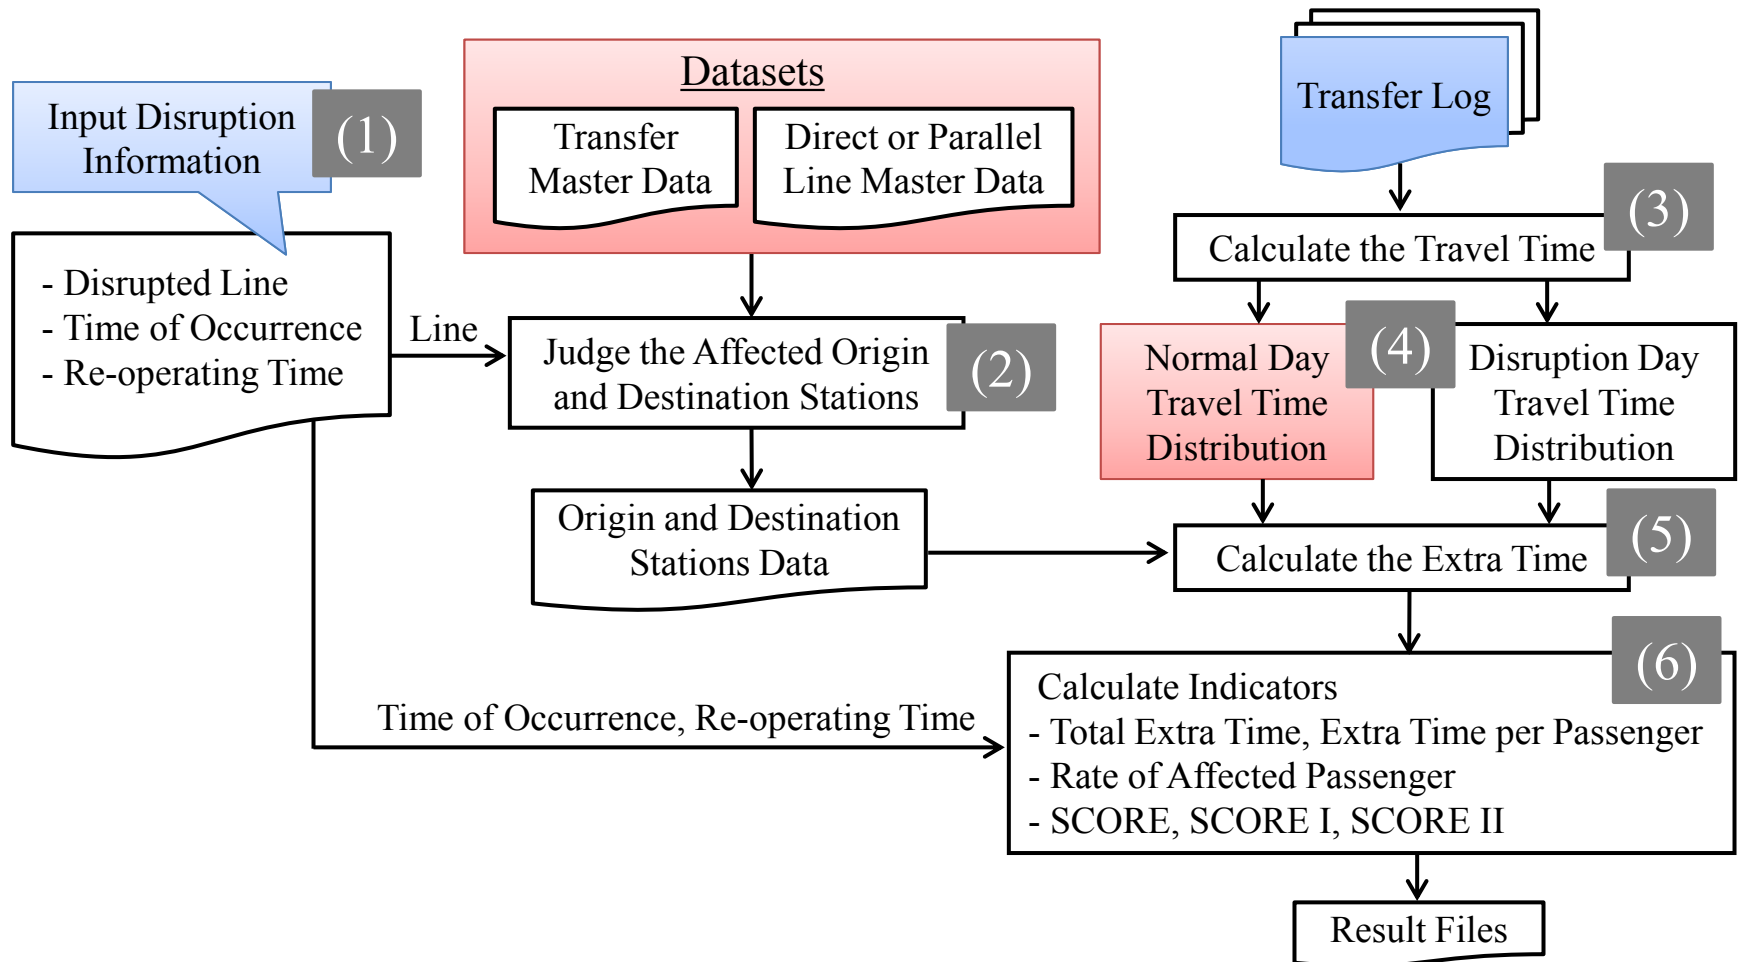 Input Disruption
Information
(1)
- Disrupted Line
- Time of Occurrence
- Re-operating Time
Line
Datasets
Transfer
Master Data
Direct or Parallel
Line Master Data
Judge the Affected Origin
and Destination Stations
(2)
Origin and Destination
Stations Data
Transfer Log
Calculate the Travel Time
(3)
Normal Day
Travel Time
Distribution
(4)
Disruption Day
Travel Time
Distribution
Calculate the Extra Time
(5)
Time of Occurrence, Re-operating Time
Calculate Indicators
(6)
- Total Extra Time, Extra Time per Passenger
- Rate of Affected Passenger
- SCORE, SCORE I, SCORE II
Result Files